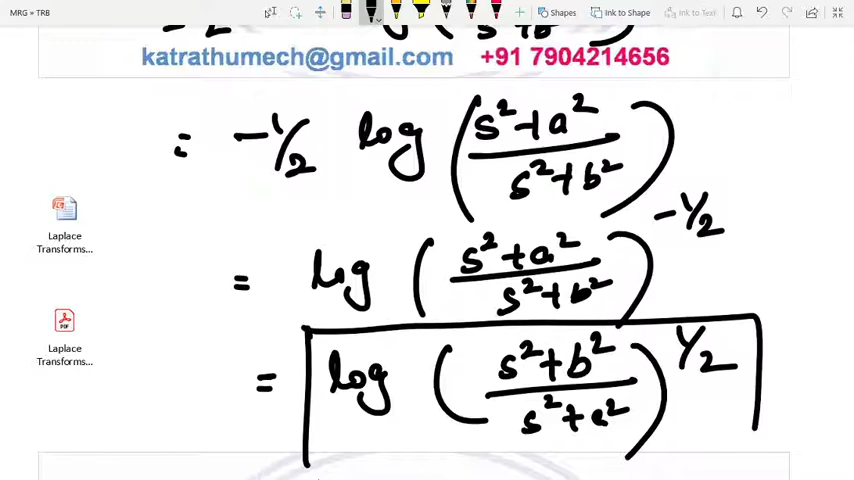 MRG » TRB
Shapes
Ink to Shape
Ink to Text
katrathumech@gmail.com +91 7904214656
= -1/2 log (s²+a² / s²+b²)
Laplace
Transforms...
= log (s²+a² / s²+b²)^-1/2
Laplace
Transforms...
= log (s²+b² / s²+a²)^1/2